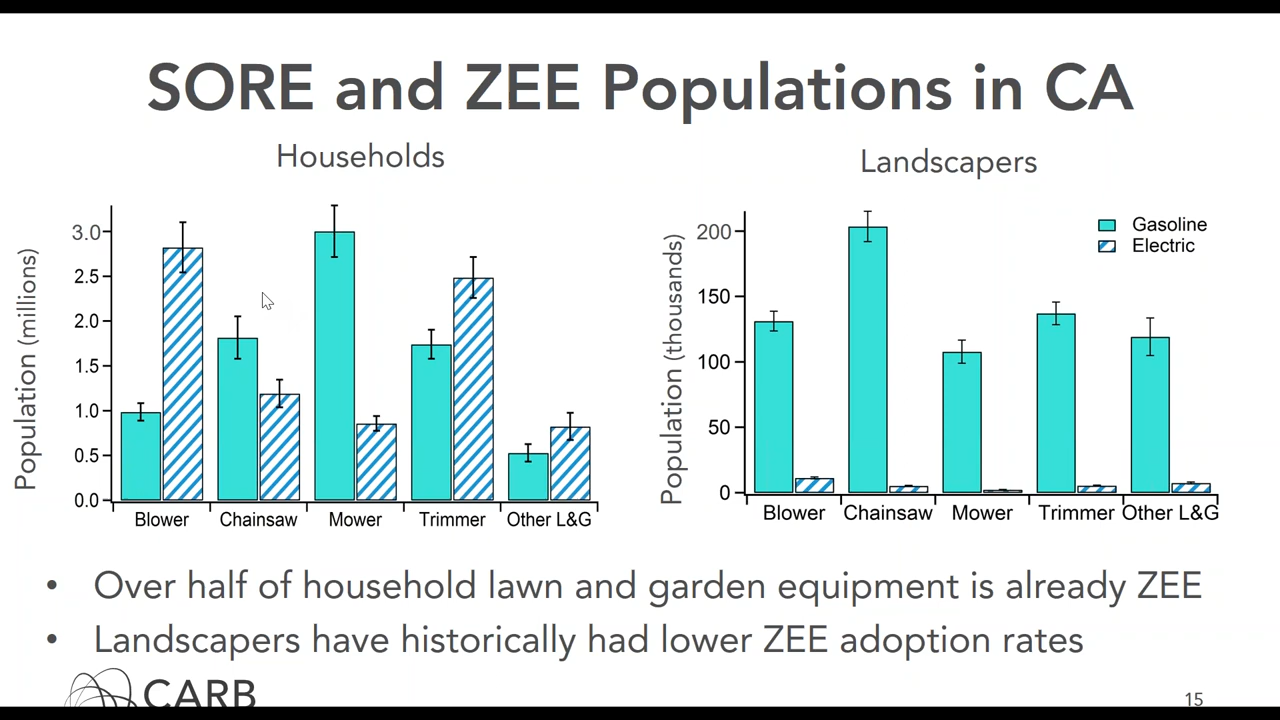 SORE and ZEE Populations in CA
Households
Population (millions)
3.0
2.5
2.0
1.5
1.0
0.5
0.0
Blower
Chainsaw
Mower
Trimmer
Other L&G
Landscapers
Population (thousands)
200
150
100
50
0
Blower
Chainsaw
Mower
Trimmer
Other L&G
Gasoline
Electric
• Over half of household lawn and garden equipment is already ZEE
• Landscapers have historically had lower ZEE adoption rates
CARB
15